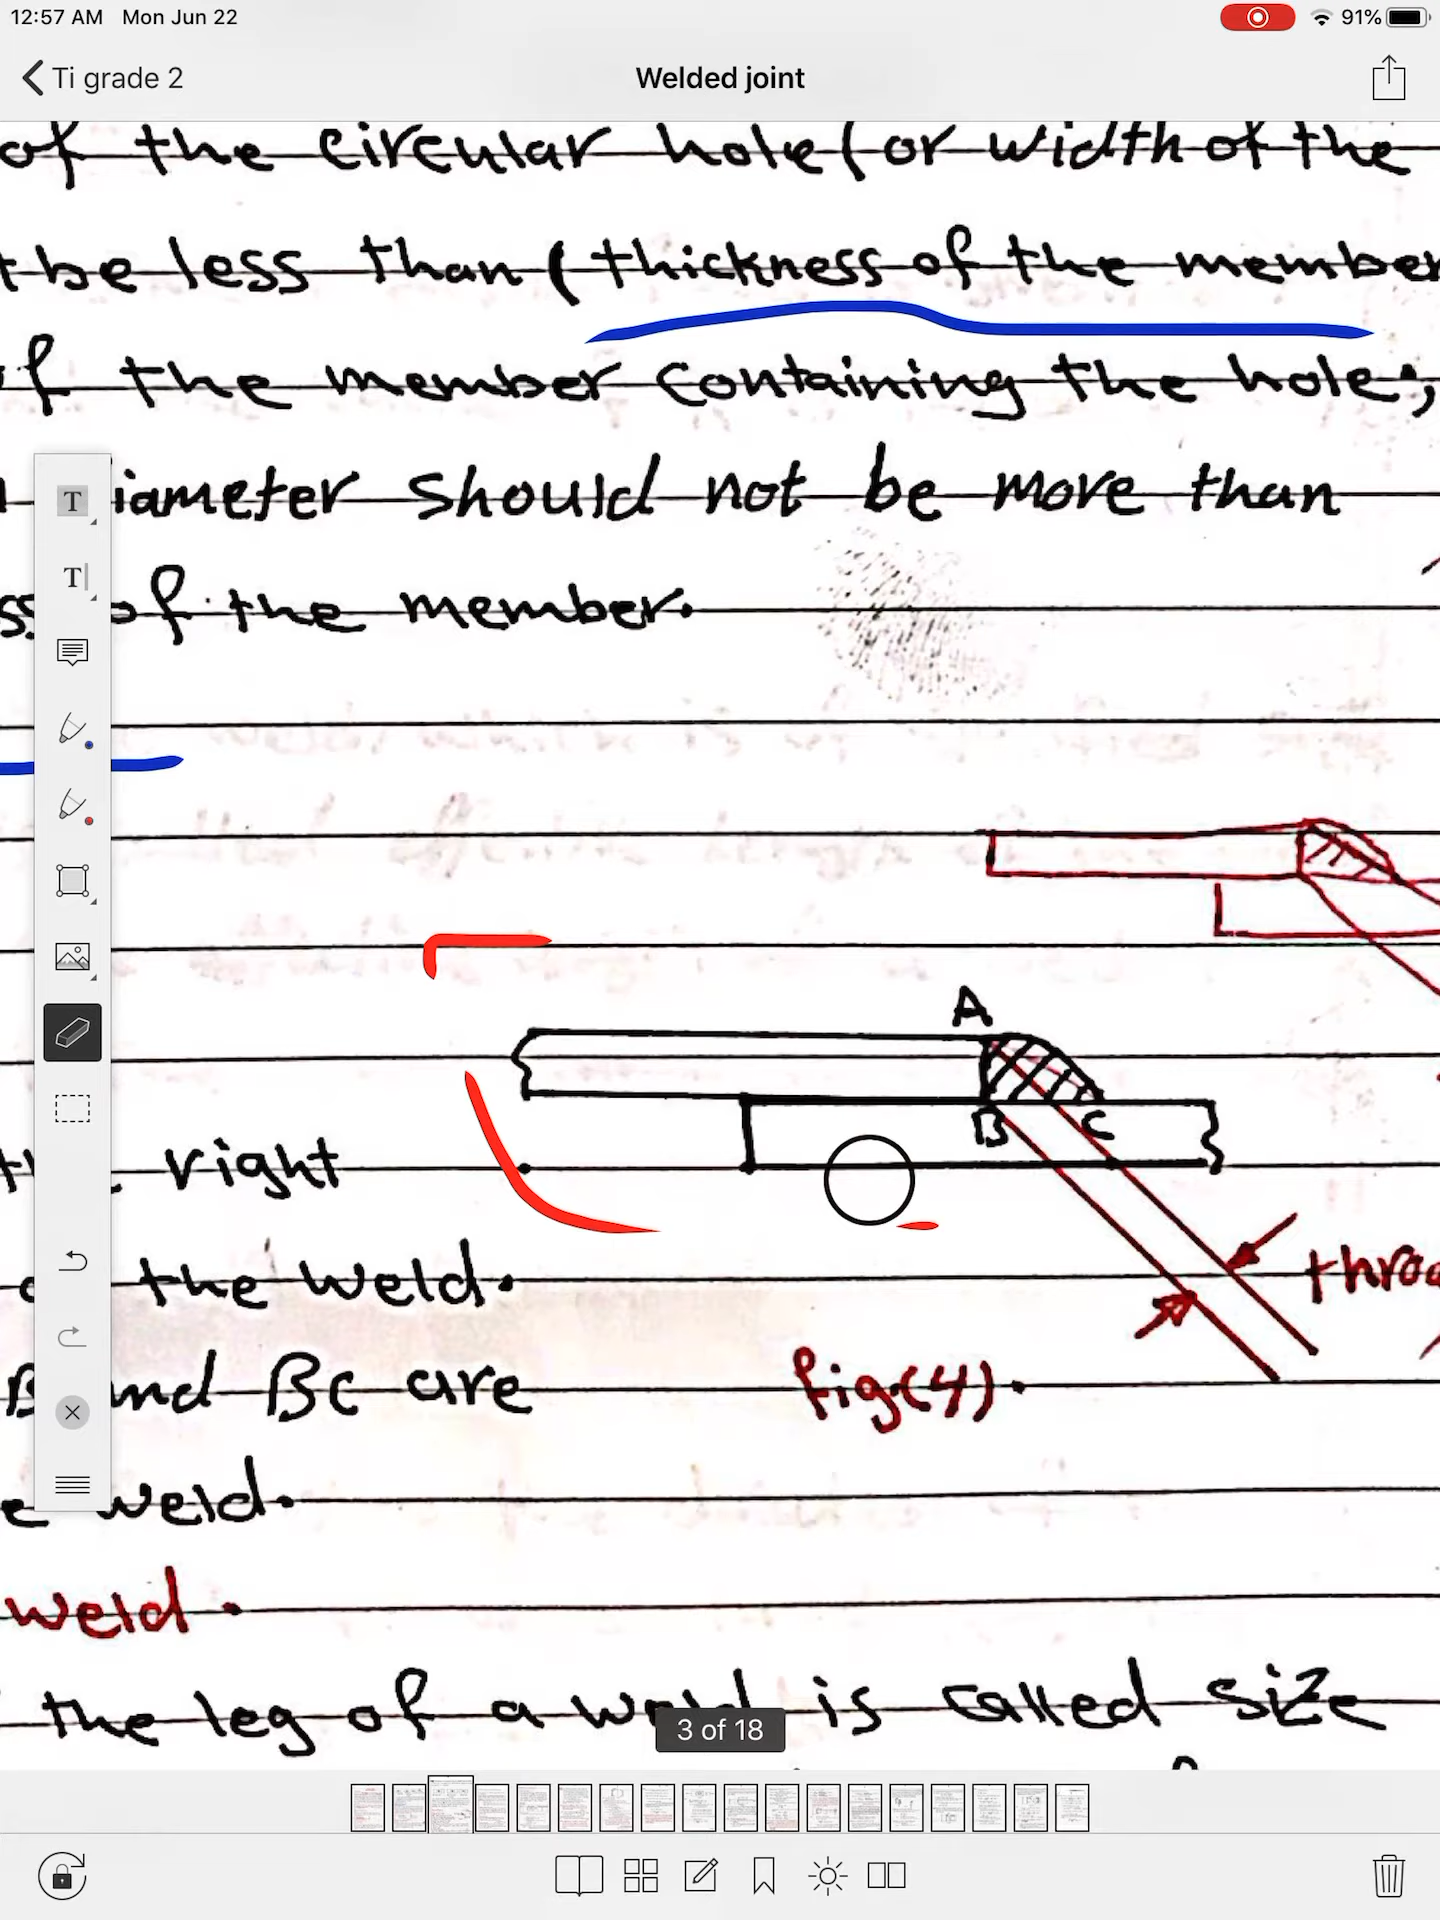 12:57 AM Mon Jun 22
91%
Ti grade 2
Welded joint
of the circular hole (or width of the
be less than (thickness of the member
the member containing the hole;
iameter should not be more than
of the member.
A
B C
right
the weld.
fig(4).
and BC are
weld.
weld.
the leg of a weld is called size
3 of 18